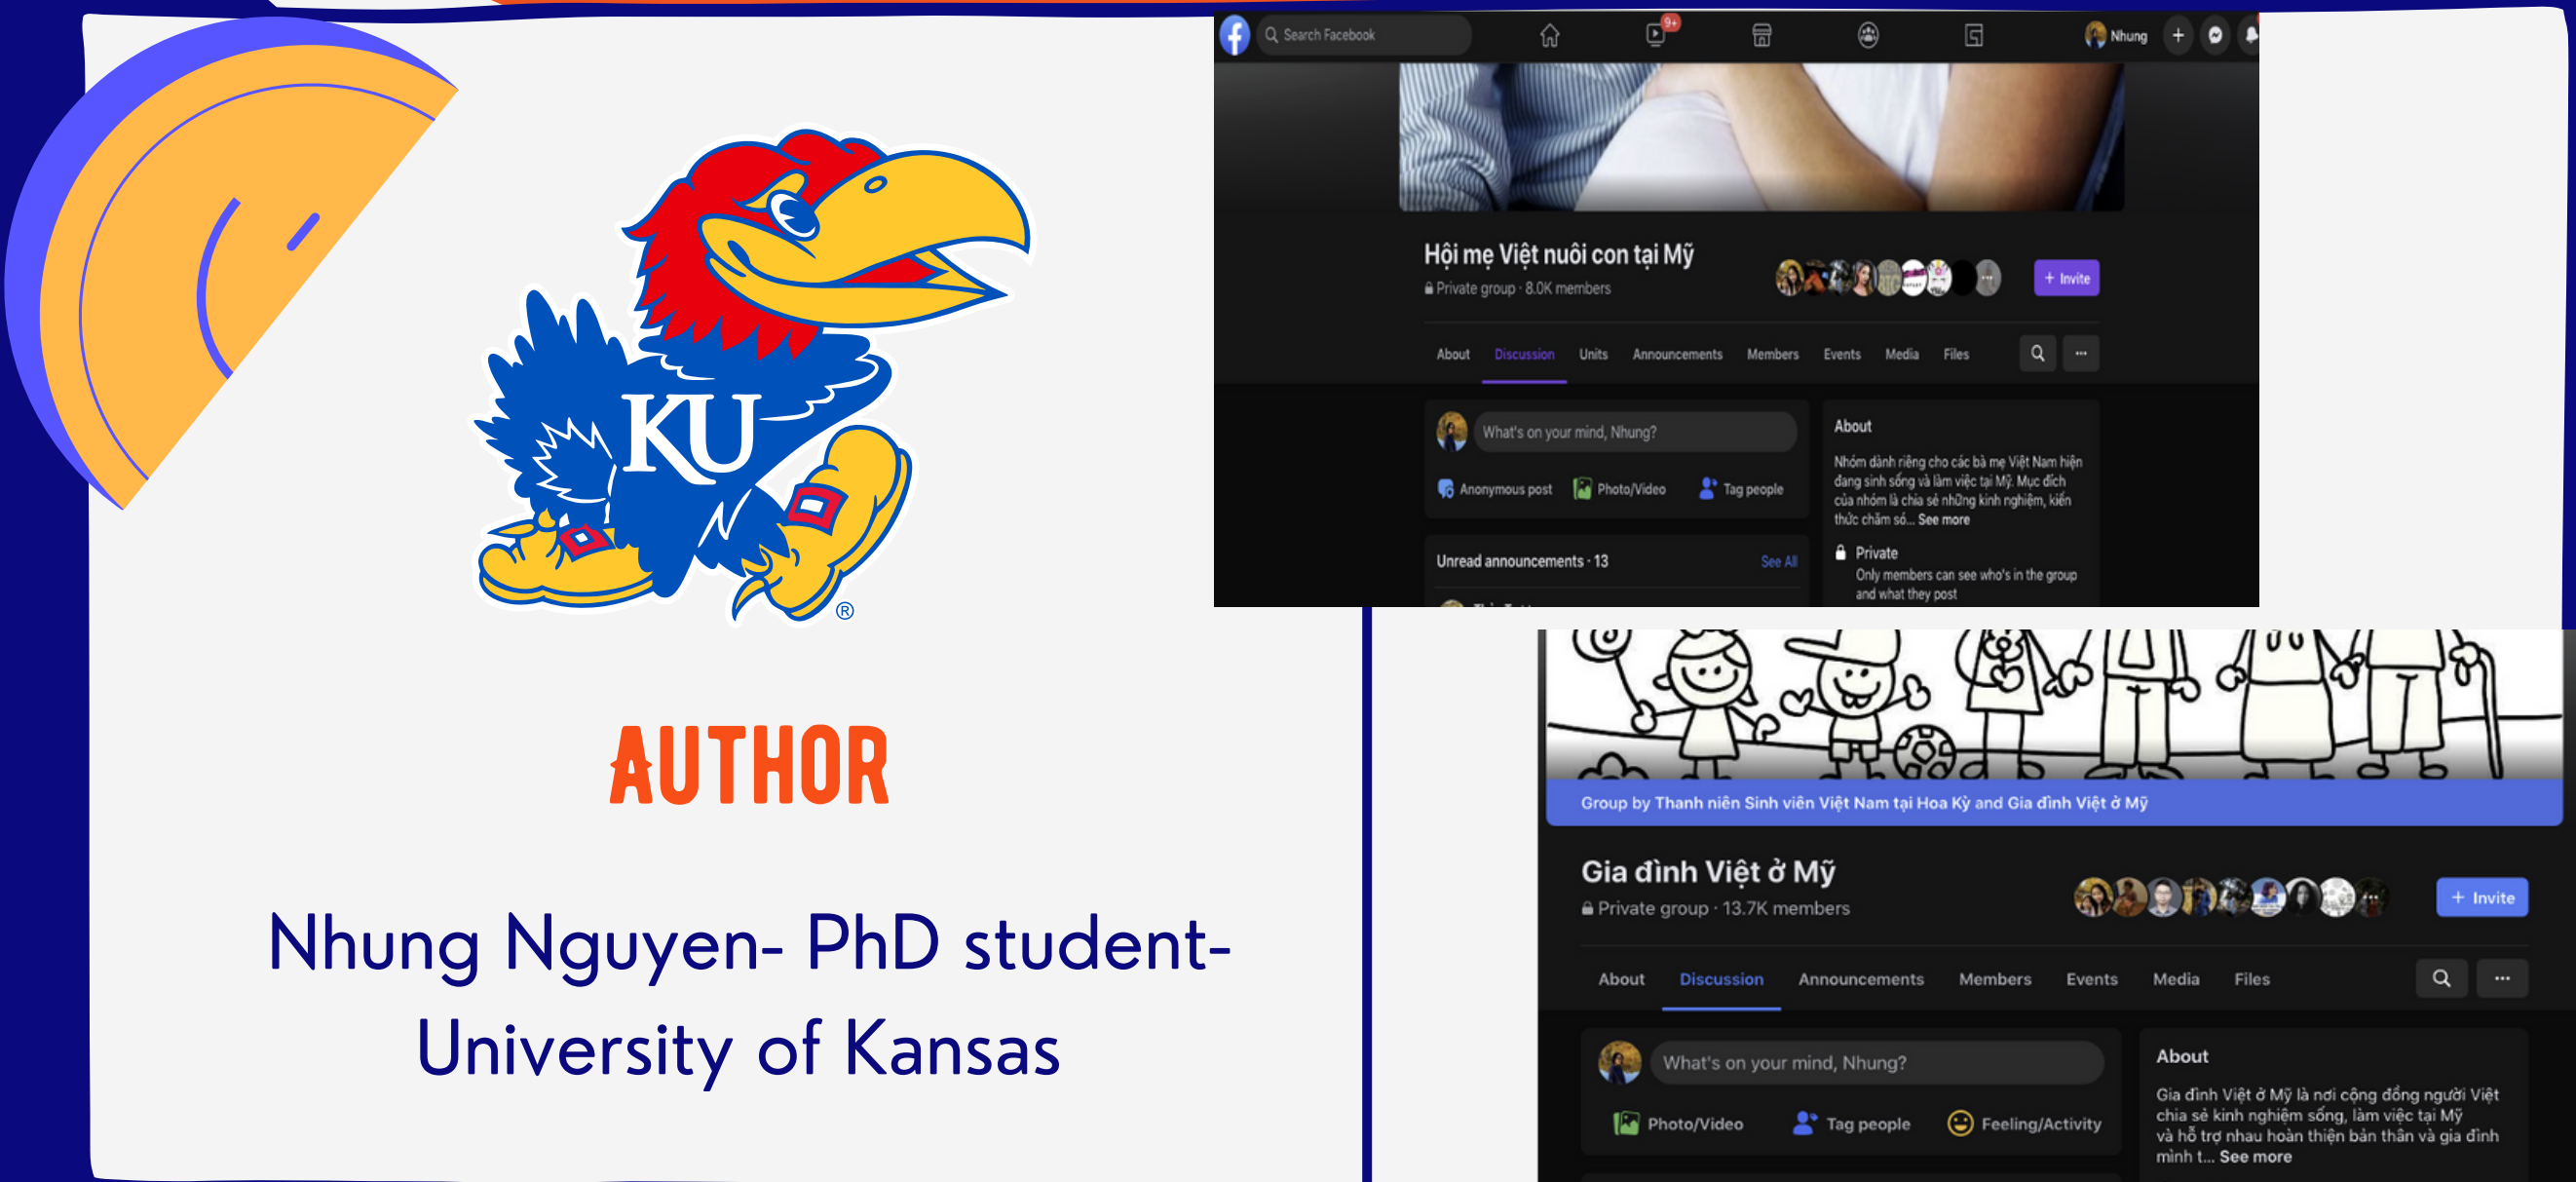 KU
®
AUTHOR
Nhung Nguyen- PhD student-
University of Kansas
Search Facebook
9+
Nhung
Hội mẹ Việt nuôi con tại Mỹ
Private group · 8.0K members
+ Invite
About Discussion Units Announcements Members Events Media Files
What's on your mind, Nhung?
Anonymous post Photo/Video Tag people
Unread announcements · 13 See All
About
Nhóm dành riêng cho các bà mẹ Việt Nam hiện
đang sinh sống và làm việc tại Mỹ. Mục đích
của nhóm là chia sẻ những kinh nghiệm, kiến
thức chăm só... See more
Private
Only members can see who's in the group
and what they post
Group by Thanh niên Sinh viên Việt Nam tại Hoa Kỳ and Gia đình Việt ở Mỹ
Gia đình Việt ở Mỹ
Private group · 13.7K members
+ Invite
About Discussion Announcements Members Events Media Files
What's on your mind, Nhung?
Photo/Video Tag people Feeling/Activity
About
Gia đình Việt ở Mỹ là nơi cộng đồng người Việt
chia sẻ kinh nghiệm sống, làm việc tại Mỹ
và hỗ trợ nhau hoàn thiện bản thân và gia đình
mình t... See more